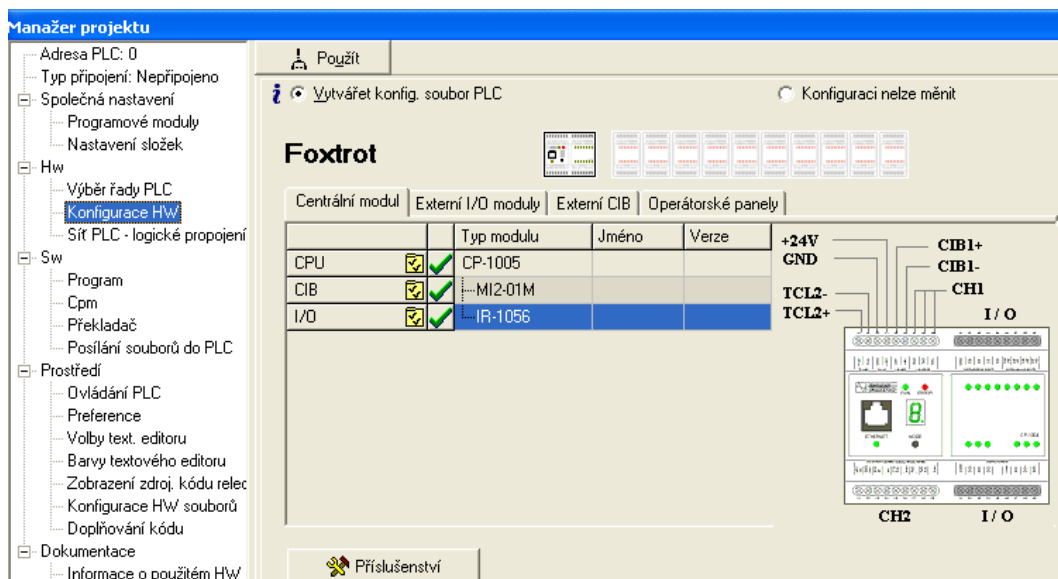 Manažer projektu
Adresa PLC: 0
Typ připojení: Nepřipojeno
Společná nastavení
Programové moduly
Nastavení složek
Hw
Výběr řady PLC
Konfigurace HW
Síť PLC - logické propojení
Sw
Program
Cpm
Překladač
Posílání souborů do PLC
Prostředí
Ovládání PLC
Preference
Volby text. editoru
Barvy textového editoru
Zobrazení zdroj. kódu relec
Konfigurace HW souborů
Doplňování kódu
Dokumentace
Informace o použitém HW
Použít
Vytvářet konfig. soubor PLC
Konfiguraci nelze měnit
Foxtrot
Centrální modul
Externí I/O moduly
Externí CIB
Operátorské panely
Typ modulu Jméno Verze
CPU CP-1005
CIB MI2-01M
I/O IR-1056
Příslušenství
+24V
GND
TCL2-
TCL2+
CIB1+
CIB1-
CH1
I / O
8.
CH2
I / O